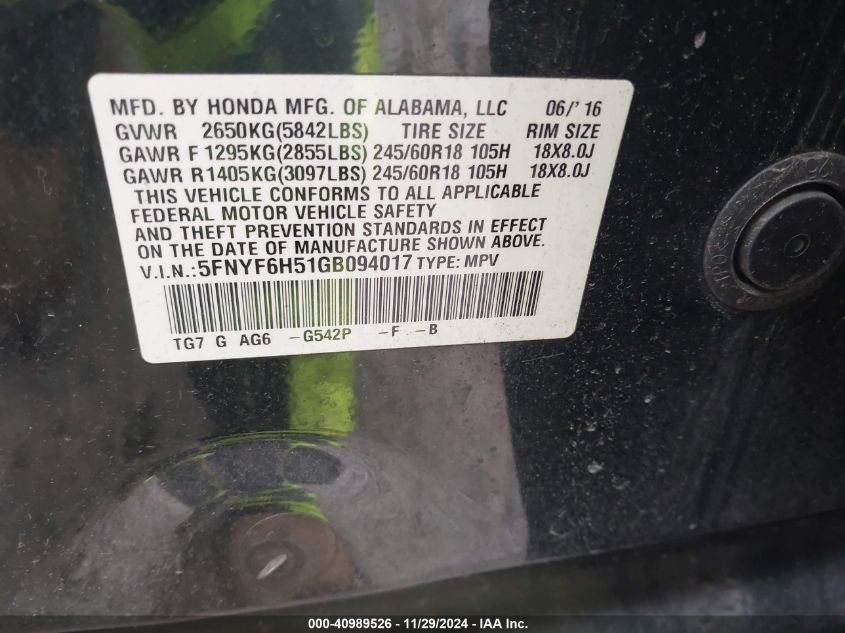 MFD. BY HONDA MFG. OF ALABAMA, LLC 06/'16
GVWR 2650KG(5842LBS) TIRE SIZE RIM SIZE
GAWR F 1295KG(2855LBS) 245/60R18 105H 18X8.0J
GAWR R1405KG(3097LBS) 245/60R18 105H 18X8.0J
THIS VEHICLE CONFORMS TO ALL APPLICABLE
FEDERAL MOTOR VEHICLE SAFETY
AND THEFT PREVENTION STANDARDS IN EFFECT
ON THE DATE OF MANUFACTURE SHOWN ABOVE.
V.I.N.:5FNYF6H51GB094017 TYPE: MPV
TG7 G AG6 -G542P -F -B
000-40989526 - 11/29/2024 - IAA Inc.